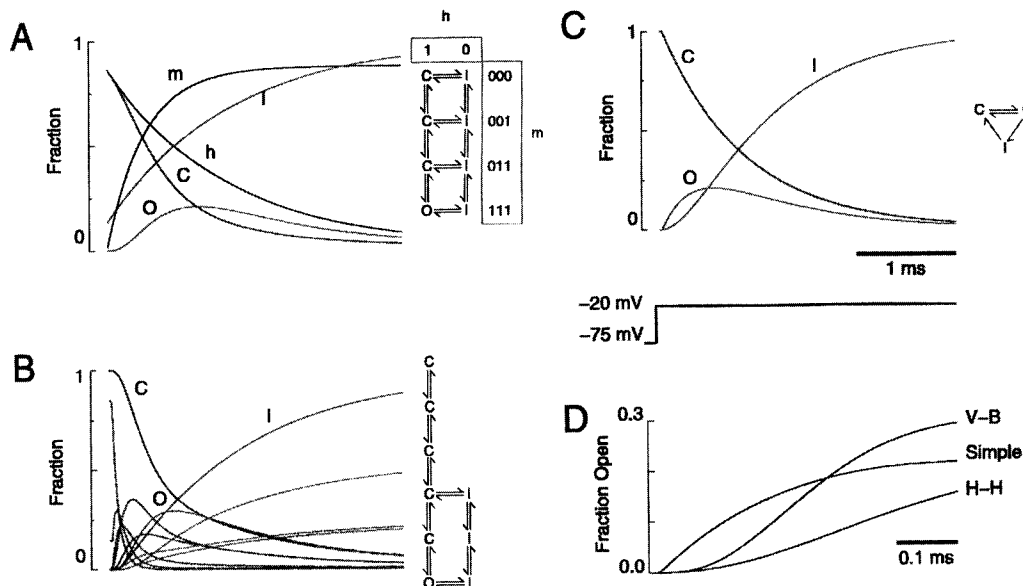 A
1
Fraction
0
m
I
h
C
O
h
1 0
C I 000
C I 001
C I 011
O I 111
m
B
1
Fraction
0
C
I
O
C
C
C
C I
C I
O I
C
1
Fraction
0
C
I
O
C
I
1 ms
−20 mV
−75 mV
D
0.3
Fraction Open
0.0
V−B
Simple
H−H
0.1 ms